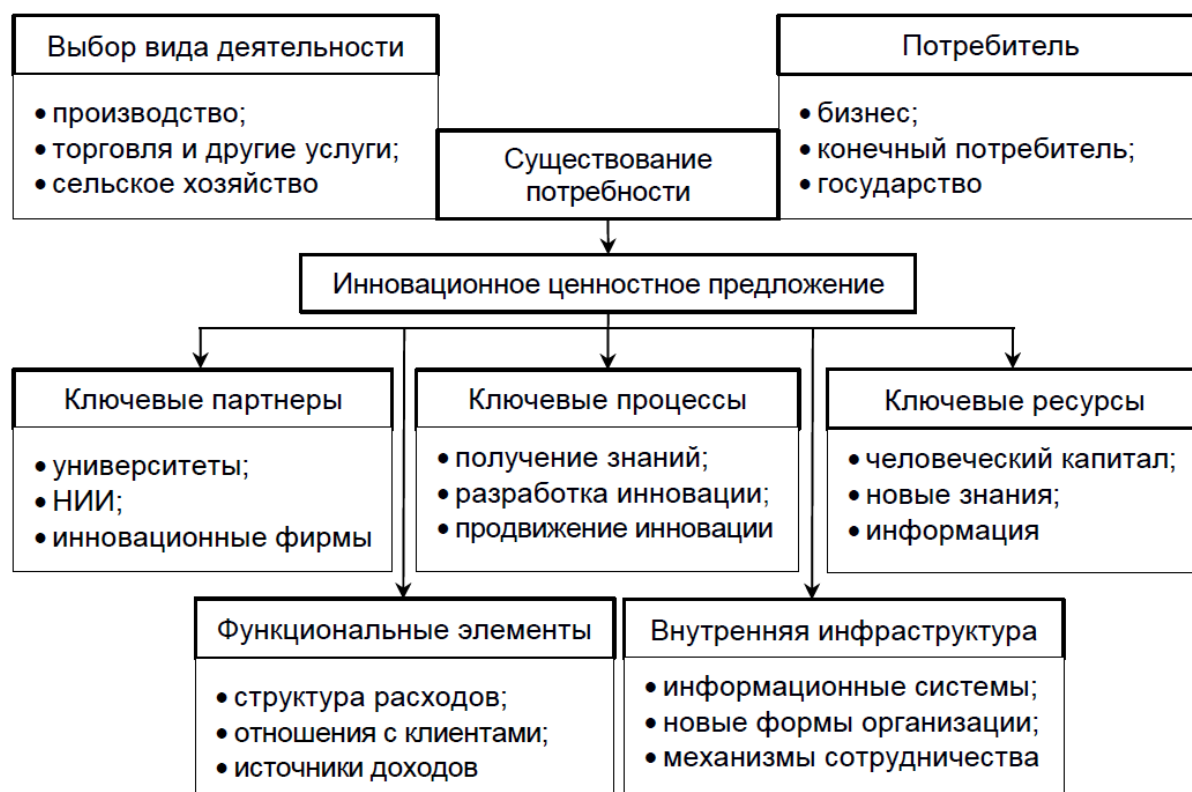 Выбор вида деятельности
• производство;
• торговля и другие услуги;
• сельское хозяйство
Потребитель
• бизнес;
• конечный потребитель;
• государство
Существование
потребности
Инновационное ценностное предложение
Ключевые партнеры
• университеты;
• НИИ;
• инновационные фирмы
Ключевые процессы
• получение знаний;
• разработка инновации;
• продвижение инновации
Ключевые ресурсы
• человеческий капитал;
• новые знания;
• информация
Функциональные элементы
• структура расходов;
• отношения с клиентами;
• источники доходов
Внутренняя инфраструктура
• информационные системы;
• новые формы организации;
• механизмы сотрудничества